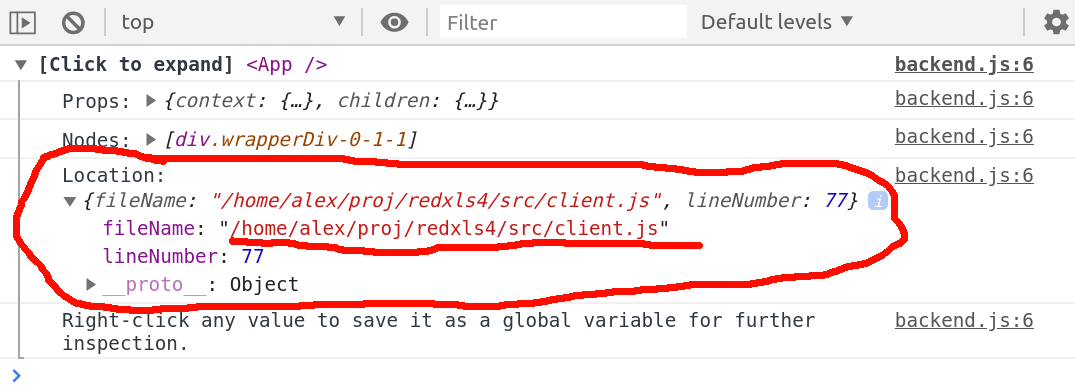 top Filter Default levels
[Click to expand] <App /> backend.js:6
Props: {context: {…}, children: {…}} backend.js:6
Nodes: [div.wrapperDiv-0-1-1] backend.js:6
Location: backend.js:6
{fileName: "/home/alex/proj/redxls4/src/client.js", lineNumber: 77} i
fileName: "/home/alex/proj/redxls4/src/client.js"
lineNumber: 77
__proto__: Object
Right-click any value to save it as a global variable for further backend.js:6
inspection.